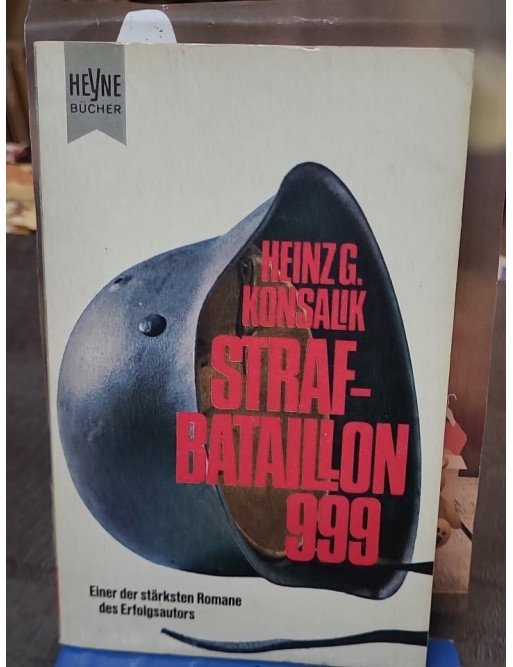 HEYNE
BÜCHER
HEINZ G.
KONSALIK
STRAF-
BATAILLON
999
Einer der stärksten Romane
des Erfolgsautors